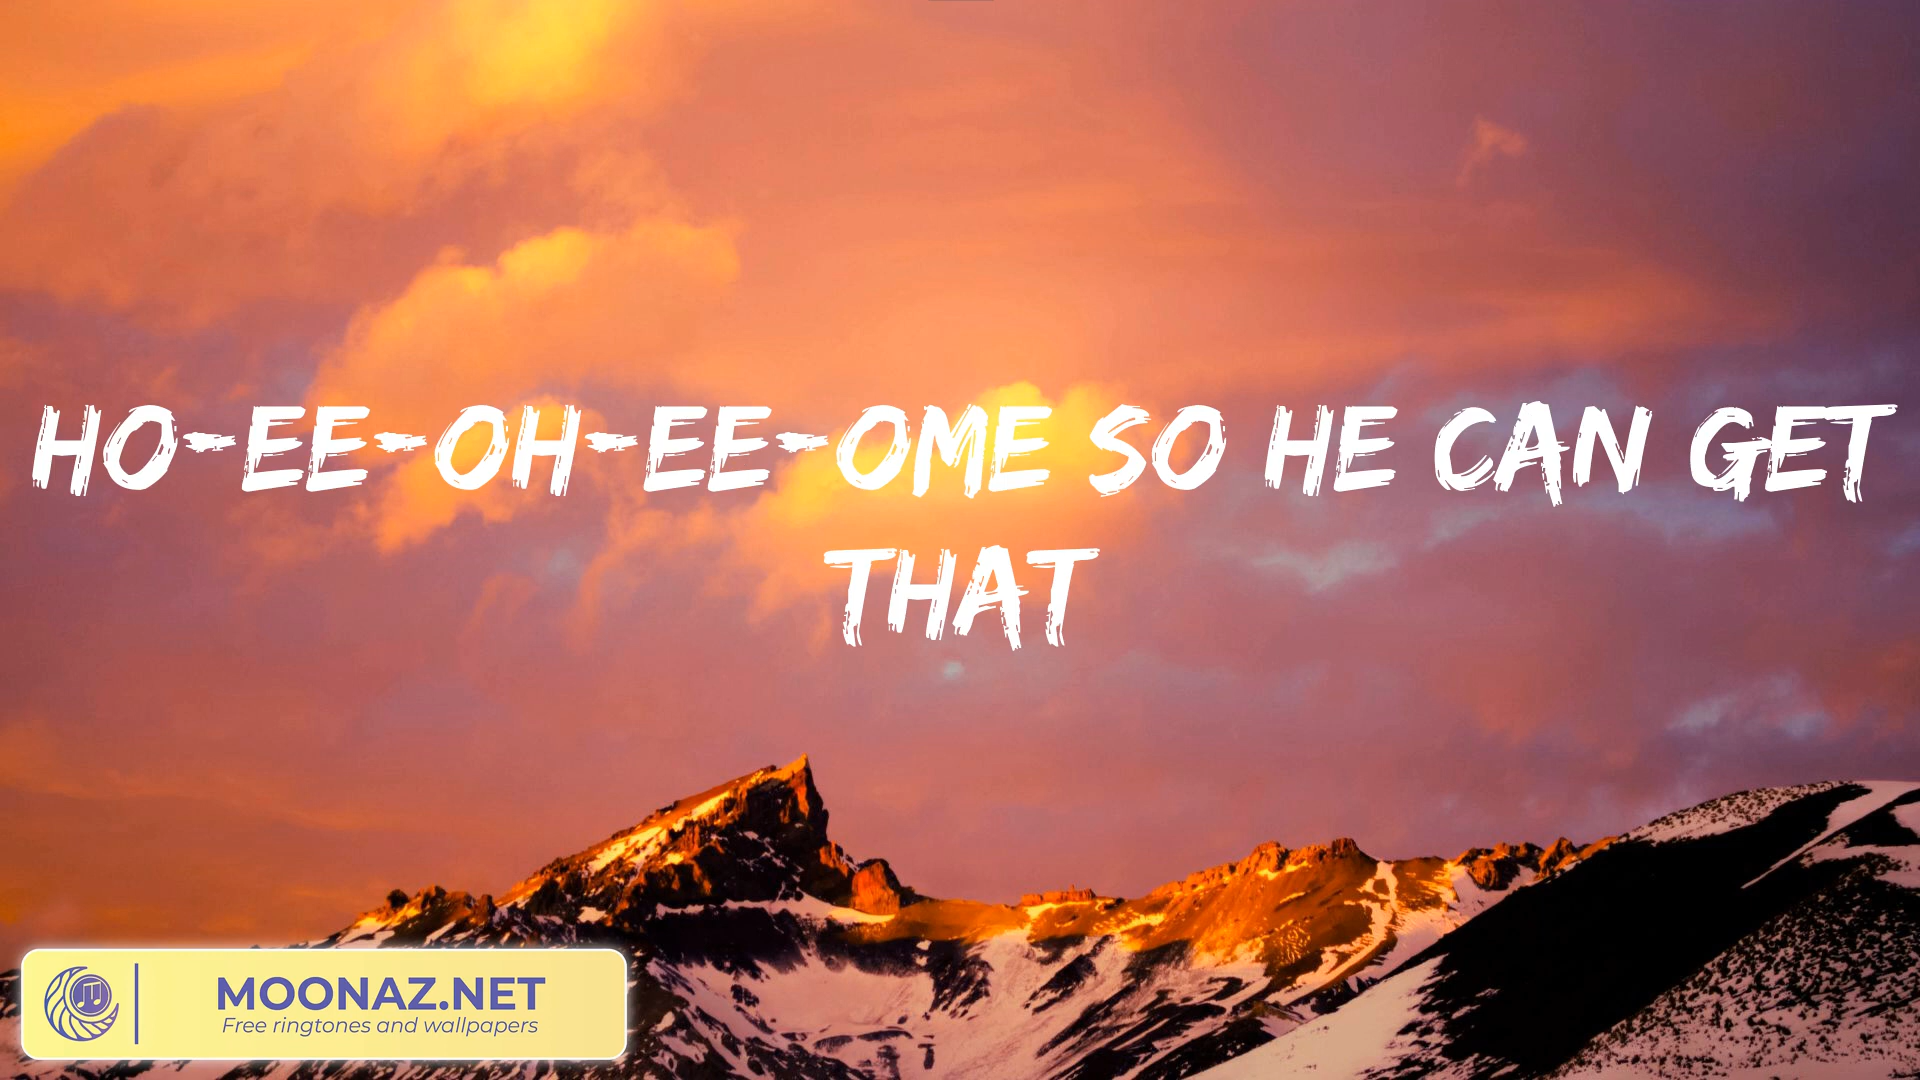 HO-EE-OH-EE-OME SO HE CAN GET
THAT
MOONAZ.NET
Free ringtones and wallpapers